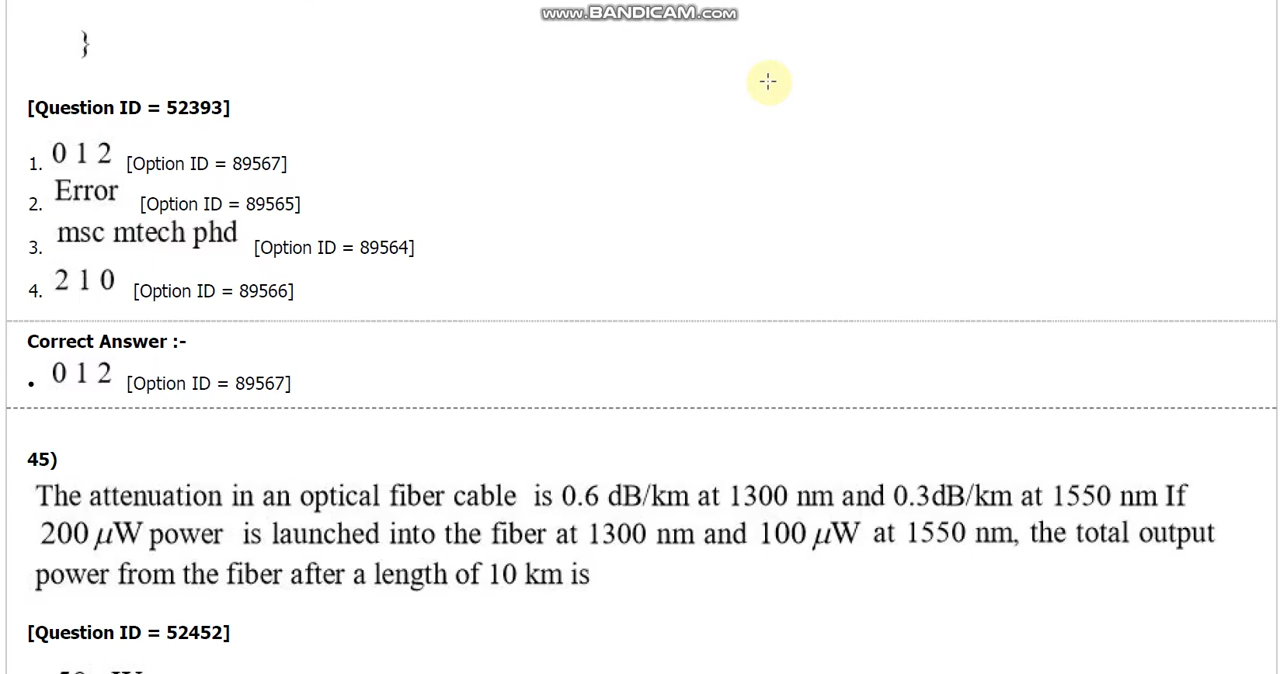 www.BANDICAM.com
}
[Question ID = 52393]
1. 0 1 2 [Option ID = 89567]
2. Error [Option ID = 89565]
3. msc mtech phd [Option ID = 89564]
4. 2 1 0 [Option ID = 89566]
Correct Answer :-
• 0 1 2 [Option ID = 89567]
45)
The attenuation in an optical fiber cable is 0.6 dB/km at 1300 nm and 0.3dB/km at 1550 nm If
200 μW power is launched into the fiber at 1300 nm and 100 μW at 1550 nm, the total output
power from the fiber after a length of 10 km is
[Question ID = 52452]